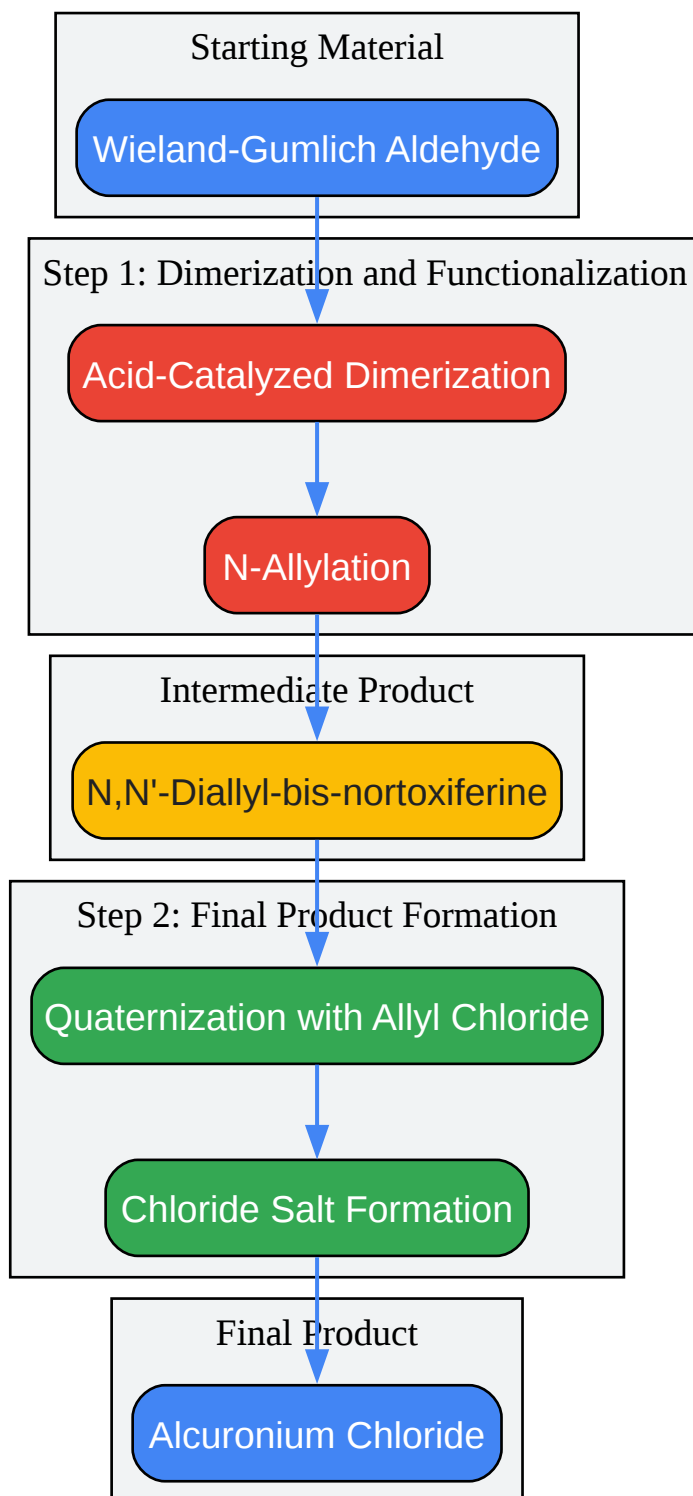 Starting Material
Wieland-Gumlich Aldehyde
Step 1: Dimerization and Functionalization
Acid-Catalyzed Dimerization
N-Allylation
Intermediate Product
N,N'-Diallyl-bis-nortoxiferine
Step 2: Final Product Formation
Quaternization with Allyl Chloride
Chloride Salt Formation
Final Product
Alcuronium Chloride